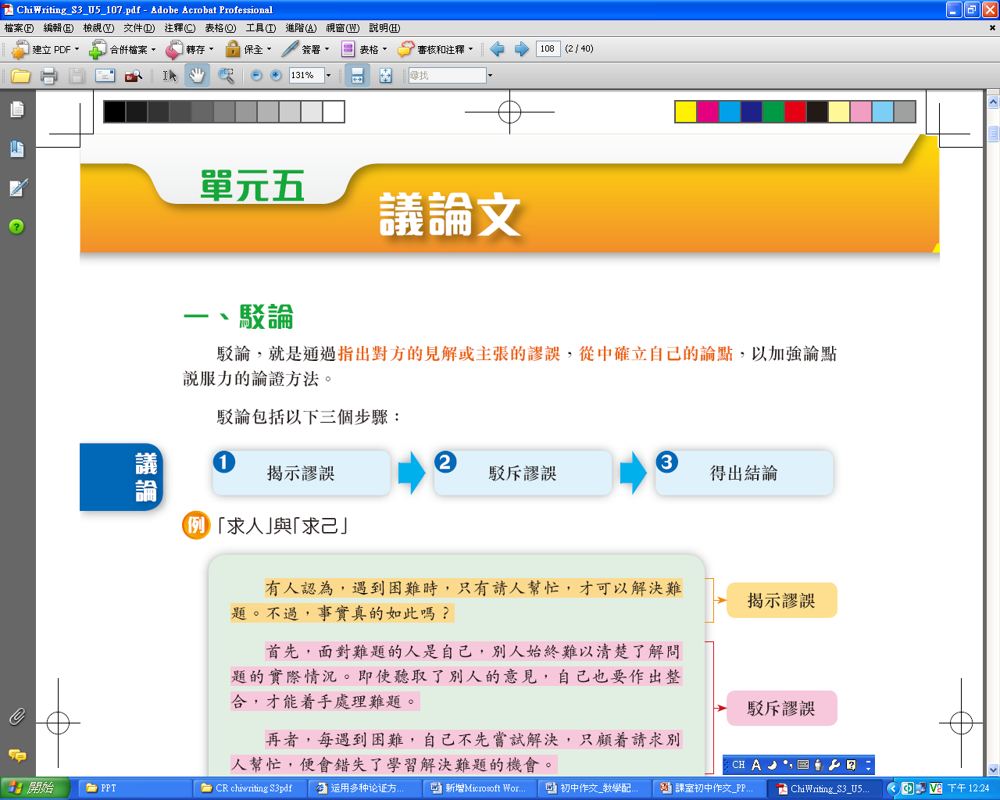 ChiWriting_S3_U5_107.pdf - Adobe Acrobat Professional
檔案(F) 編輯(E) 檢視(V) 文件(D) 注釋(C) 表格(O) 工具(T) 進階(A) 視窗(W) 說明(H)
建立 PDF 合併檔案 轉存 保全 簽署 表格 審核和注釋 108 (2 / 40)
131% 尋找
單元五
議論文
一、駁論
駁論，就是通過指出對方的見解或主張的謬誤，從中確立自己的論點，以加強論點
說服力的論證方法。
駁論包括以下三個步驟：
議論
1 揭示謬誤
2 駁斥謬誤
3 得出結論
例 「求人」與「求己」
有人認為，遇到困難時，只有請人幫忙，才可以解決難
題。不過，事實真的如此嗎？
揭示謬誤
首先，面對難題的人是自己，別人始終難以清楚了解問
題的實際情況。即使聽取了別人的意見，自己也要作出整
合，才能着手處理難題。
駁斥謬誤
再者，每遇到困難，自己不先嘗試解決，只顧着請求別
人幫忙，便會錯失了學習解決難題的機會。
CH
開始 PPT CR chiwriting S3pdf 运用多种论证方... 新增Microsoft Wor... 初中作文_教學配... 課室初中作文_PP... ChiWriting_S3_U5... 下午 12:24